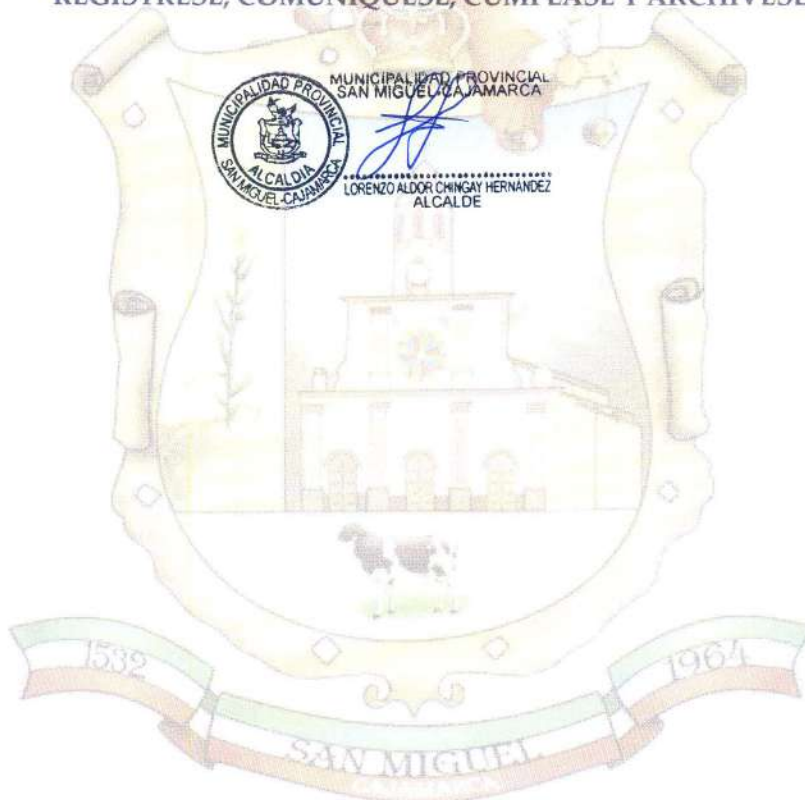 REGÍSTRESE, COMUNÍQUESE, CÚMPLASE Y ARCHÍVESE
MUNICIPALIDAD PROVINCIAL
SAN MIGUEL-CAJAMARCA
ALCALDIA
MUNICIPALIDAD PROVINCIAL
SAN MIGUEL-CAJAMARCA
LORENZO ALDOR CHINGAY HERNANDEZ
ALCALDE
1532
1964
SAN MIGUEL
CAJAMARCA